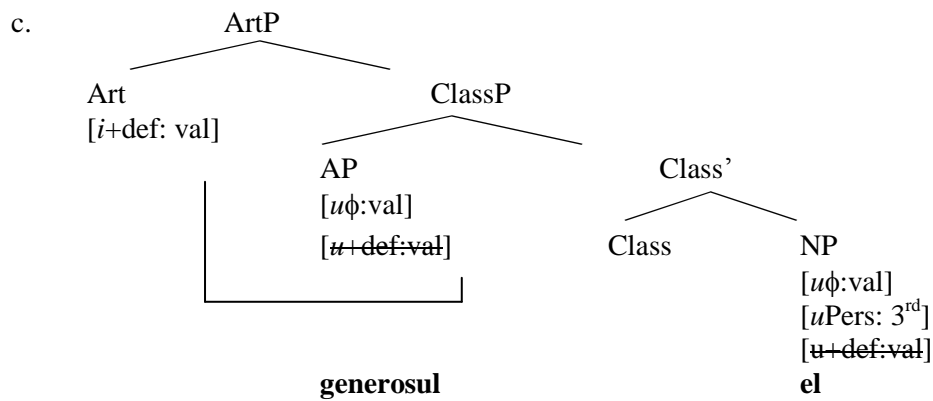 c. ArtP
Art ClassP
[i+def: val]
AP Class’
[uϕ:val]
[u+def:val] Class NP
[uϕ:val]
[uPers: 3rd]
[u+def:val]
generosul el